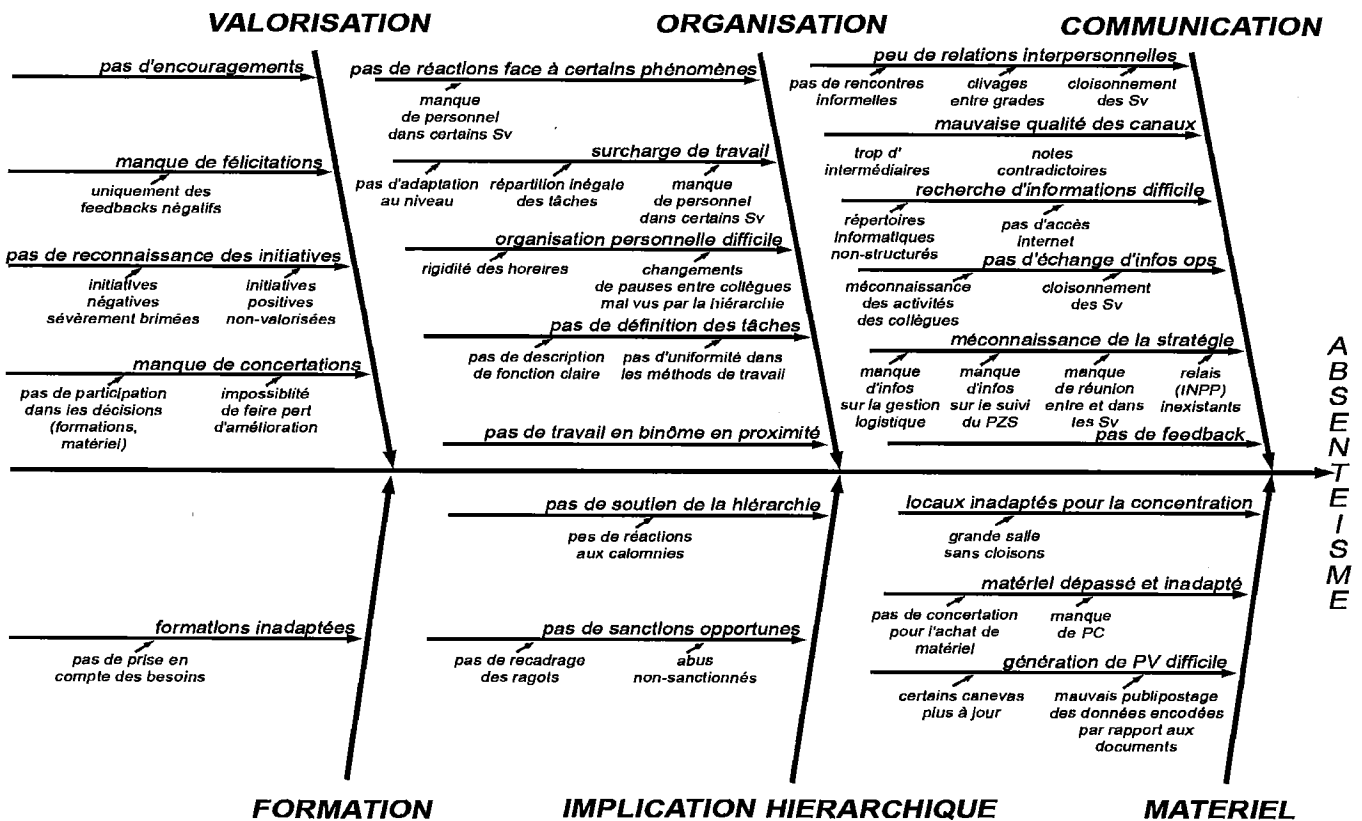 VALORISATION
ORGANISATION
COMMUNICATION
pas d'encouragements
manque de félicitations
uniquement des
feedbacks négatifs
pas de reconnaissance des initiatives
initiatives
négatives
sévèrement brimées
initiatives
positives
non-valorisées
manque de concertations
pas de participation
dans les décisions
(formations,
matériel)
impossiblité
de feire pert
d'amélioration
pas de réactions face à certains phénomènes
manque
de personnel
dans certains Sv
surcharge de travail
pas d'adaptation
au niveau
répartition inégale
des tâches
manque
de personnel
dans certains Sv
organisation personnelle difficile
rigidité des horeires
changements
de pauses entre collègues
mal vus par la hiérarchie
pas de définition des tâches
pas de description
de fonction claire
pas d'uniformité dans
les méthods de travail
pas de travail en binôme en proximité
peu de relations interpersonnelles
pas de rencontres
informelles
clivages
entre grades
cloisonnement
des Sv
mauvaise qualité des canaux
trop d'
intermédiaires
notes
contradictoires
recherche d'informations difficile
répertoires
informatiques
non-structurés
pas d'accès
internet
pas d'échange d'infos ops
méconnaissance
des activités
des collègues
cloisonnement
des Sv
méconnaissance de la stratégle
manque
d'infos
sur la gestion
logistique
manque
d'infos
sur le suivi
du PZS
manque
de réunion
entre et dans
les Sv
relais
(INPP)
inexistants
pas de feedback
ABSENTEISME
formations inadaptées
pas de prise en
compte des besoins
pas de soutien de la hiérarchie
pes de réactions
aux calomnies
pas de sanctions opportunes
pas de recadrage
des ragots
abus
non-sanctionnés
locaux inadaptés pour la concentration
grande salle
sans cloisons
matériel dépassé et inadapté
pas de concertation
pour l'achat de
matériel
manque
de PC
génération de PV difficile
certains canevas
plus à jour
mauvais publipostage
des données encodées
par rapport aux
documents
FORMATION
IMPLICATION HIERARCHIQUE
MATERIEL